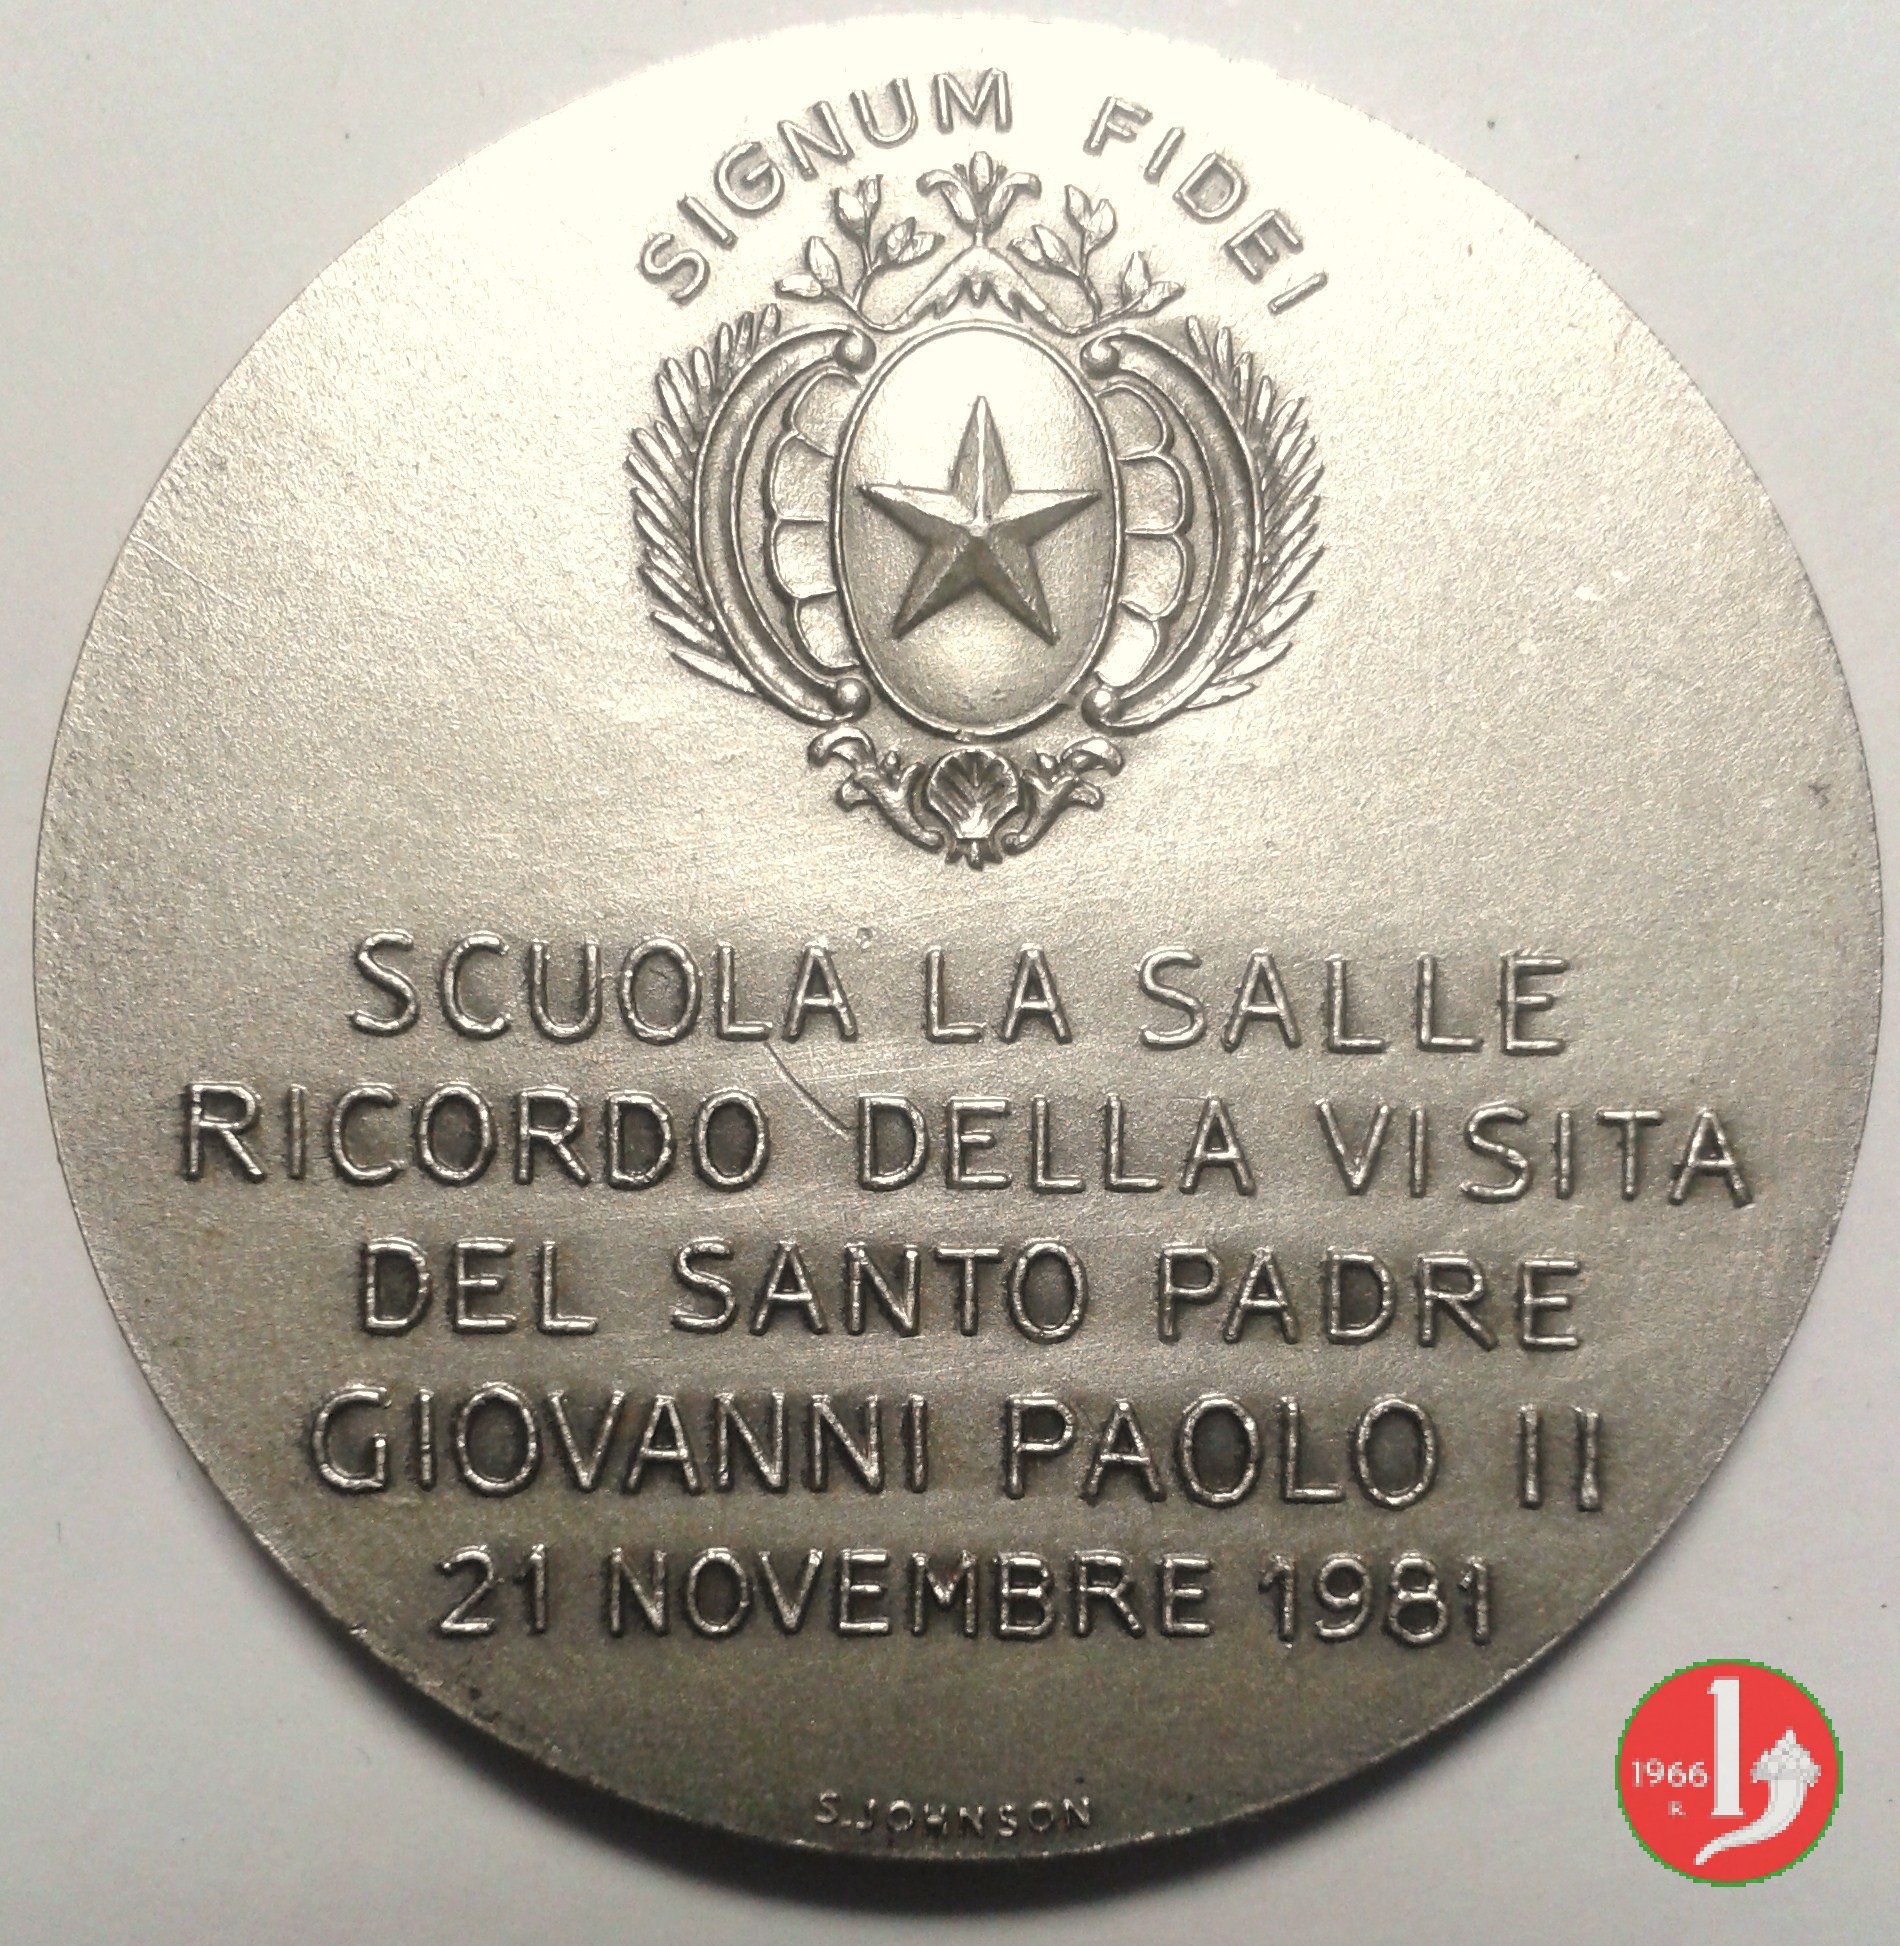 SIGNUM FIDEI
SCUOLA LA SALLE
RICORDO DELLA VISITA
DEL SANTO PADRE
GIOVANNI PAOLO II
21 NOVEMBRE 1981
S.JOHNSON
1966
R